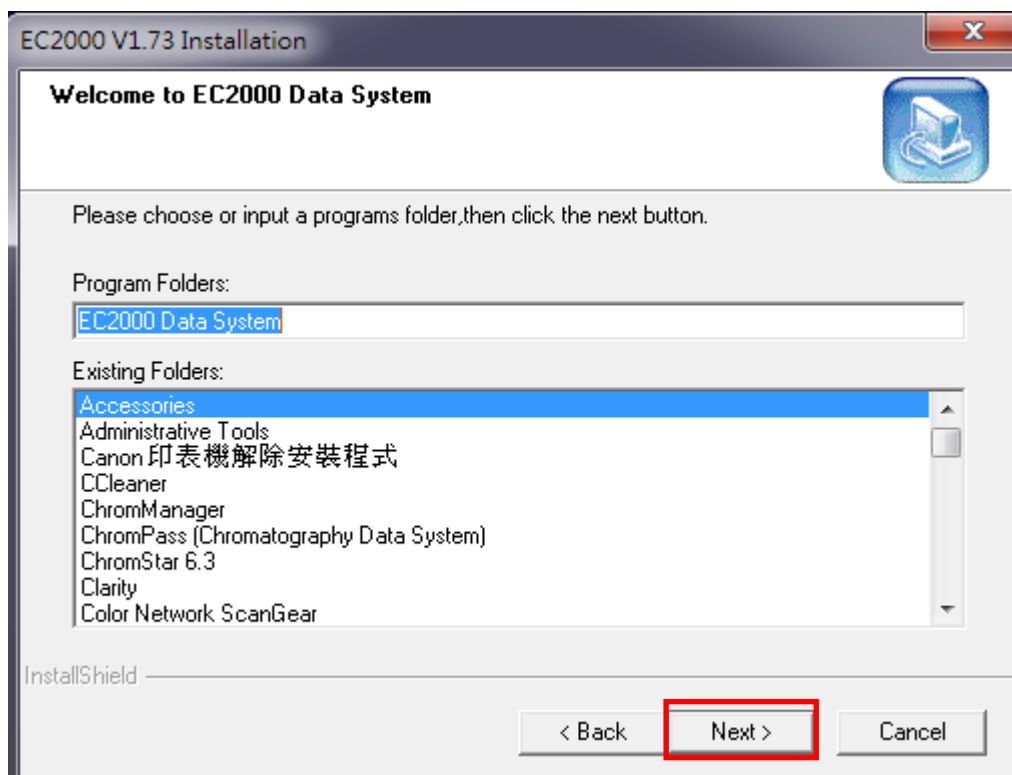 EC2000 V1.73 Installation
Welcome to EC2000 Data System
Please choose or input a programs folder,then click the next button.
Program Folders:
EC2000 Data System
Existing Folders:
Accessories
Administrative Tools
Canon 印表機解除安裝程式
CCleaner
ChromManager
ChromPass (Chromatography Data System)
ChromStar 6.3
Clarity
Color Network ScanGear
InstallShield
< Back Next > Cancel